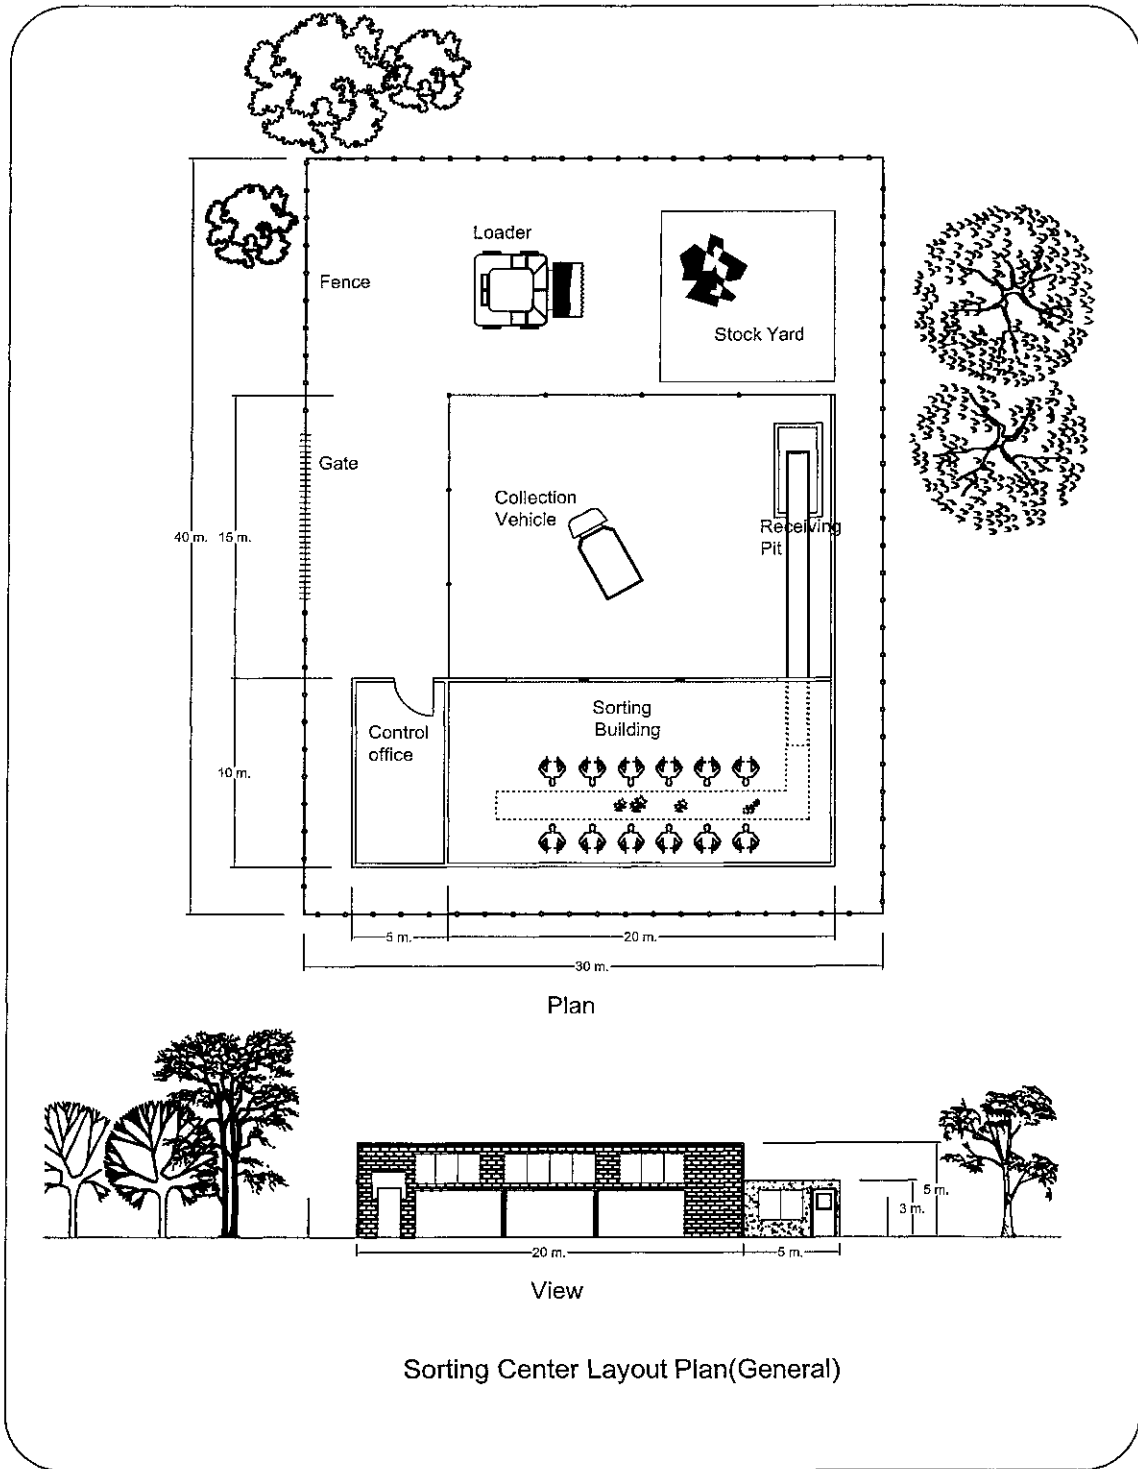 Loader
Fence
Stock Yard
Gate
Collection
Vehicle
Receiving
Pit
40 m.
15 m.
Sorting
Building
Control
office
10 m.
5 m.
20 m.
30 m.
Plan
5 m.
3 m.
20 m.
5 m.
View
Sorting Center Layout Plan(General)